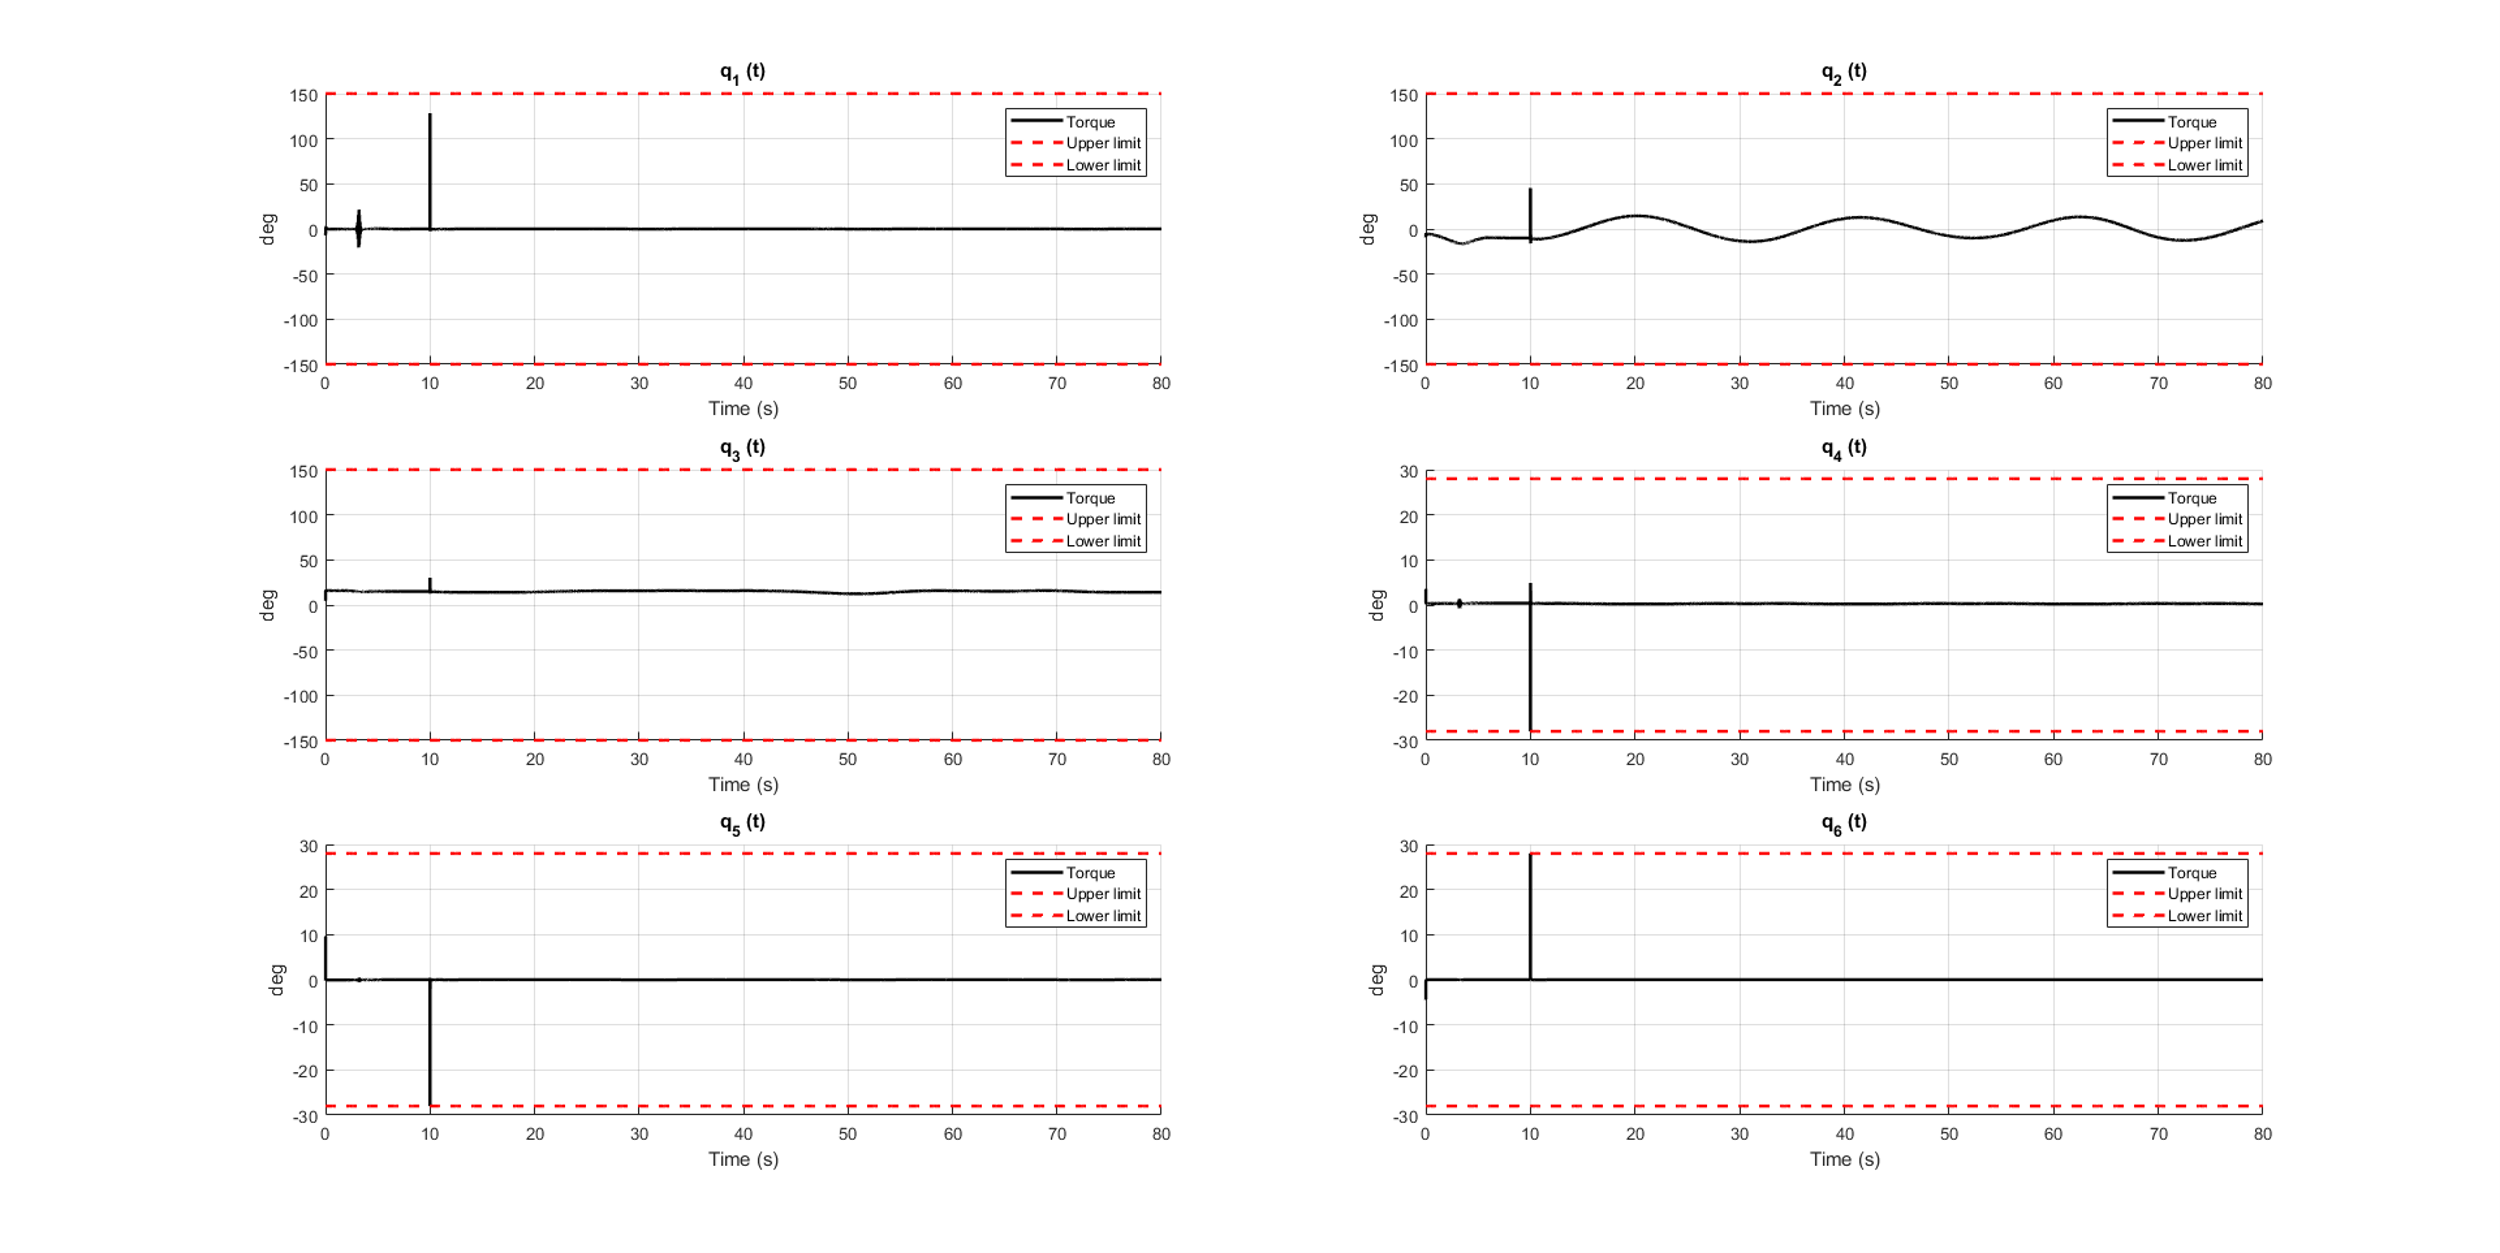 q1 (t)
150
100
50
0
-50
-100
-150
deg
0 10 20 30 40 50 60 70 80
Time (s)
Torque
Upper limit
Lower limit
q2 (t)
150
100
50
0
-50
-100
-150
deg
0 10 20 30 40 50 60 70 80
Time (s)
Torque
Upper limit
Lower limit
q3 (t)
150
100
50
0
-50
-100
-150
deg
0 10 20 30 40 50 60 70 80
Time (s)
Torque
Upper limit
Lower limit
q4 (t)
30
20
10
0
-10
-20
-30
deg
0 10 20 30 40 50 60 70 80
Time (s)
Torque
Upper limit
Lower limit
q5 (t)
30
20
10
0
-10
-20
-30
deg
0 10 20 30 40 50 60 70 80
Time (s)
Torque
Upper limit
Lower limit
q6 (t)
30
20
10
0
-10
-20
-30
deg
0 10 20 30 40 50 60 70 80
Time (s)
Torque
Upper limit
Lower limit